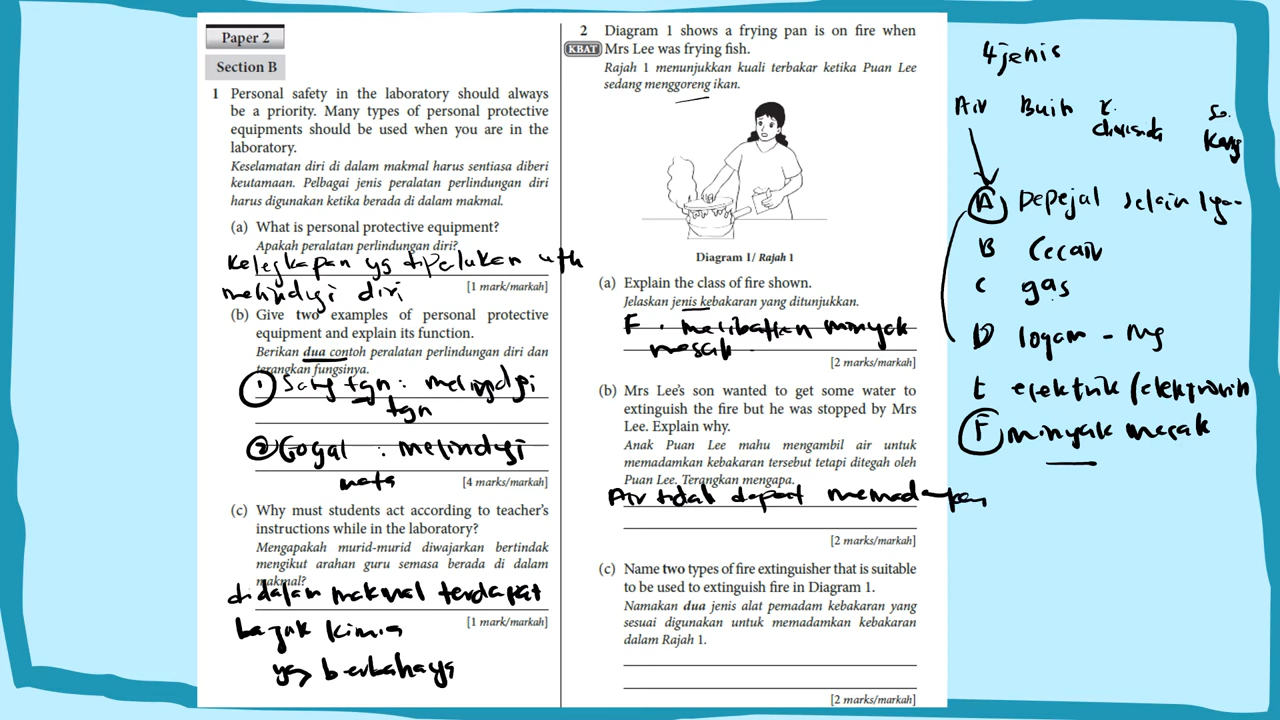 Paper 2
Section B
1 Personal safety in the laboratory should always
be a priority. Many types of personal protective
equipments should be used when you are in the
laboratory.
Keselamatan diri di dalam makmal harus sentiasa diberi
keutamaan. Pelbagai jenis peralatan perlindungan diri
harus digunakan ketika berada di dalam makmal.
(a) What is personal protective equipment?
Apakah peralatan perlindungan diri?
kelengkapan yg diperlukan utk
melindugi diri
[1 mark/markah]
(b) Give two examples of personal protective
equipment and explain its function.
Berikan dua contoh peralatan perlindungan diri dan
terangkan fungsinya.
① Sarg tgn : melindugi
tgn
② Gogal : melindugi
mata
[4 marks/markah]
(c) Why must students act according to teacher's
instructions while in the laboratory?
Mengapakah murid-murid diwajarkan bertindak
mengikut arahan guru semasa berada di dalam
makmal?
didalam makmal terdapat
[1 mark/markah]
kimia
yg berbahaya
2 Diagram 1 shows a frying pan is on fire when
KBAT Mrs Lee was frying fish.
Rajah 1 menunjukkan kuali terbakar ketika Puan Lee
sedang menggoreng ikan.
Diagram 1/ Rajah 1
(a) Explain the class of fire shown.
Jelaskan jenis kebakaran yang ditunjukkan.
F . melibatkan minyak
masak.
[2 marks/markah]
(b) Mrs Lee's son wanted to get some water to
extinguish the fire but he was stopped by Mrs
Lee. Explain why.
Anak Puan Lee mahu mengambil air untuk
memadamkan kebakaran tersebut tetapi ditegah oleh
Puan Lee. Terangkan mengapa.
Air tidak dapat memadamkan
[2 marks/markah]
(c) Name two types of fire extinguisher that is suitable
to be used to extinguish fire in Diagram 1.
Namakan dua jenis alat pemadam kebakaran yang
sesuai digunakan untuk memadamkan kebakaran
dalam Rajah 1.
[2 marks/markah]
4 jenis
Air Buih
A pepejal selain
B Cecair
C gas
D logam - Mg
E elektrik / elektronik
F minyak masak